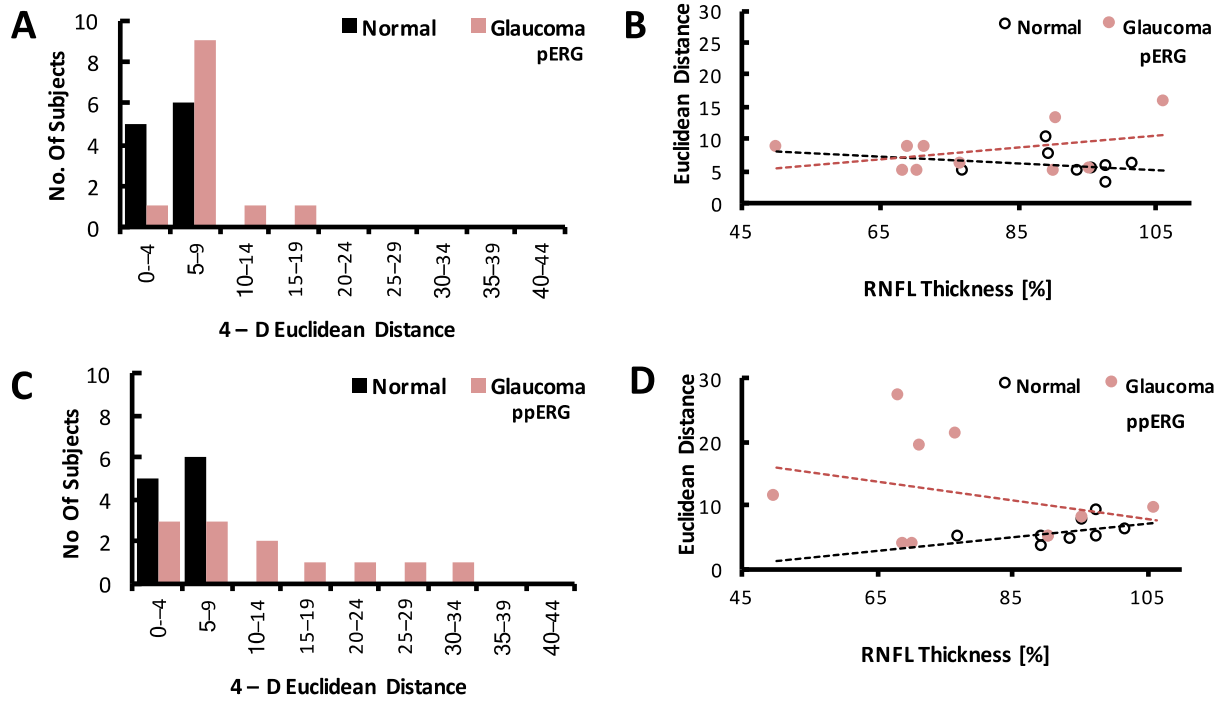 A
Normal
Glaucoma
pERG
No. Of Subjects
10
8
6
4
2
0
0--4
5–9
10–14
15–19
20–24
25–29
30–34
35–39
40–44
4 – D Euclidean Distance
B
Normal
Glaucoma
pERG
Euclidean Distance
30
25
20
15
10
5
0
45
65
85
105
RNFL Thickness [%]
C
Normal
Glaucoma
ppERG
No Of Subjects
10
8
6
4
2
0
0-–4
5–9
10–14
15–19
20–24
25–29
30–34
35–39
40–44
4 – D Euclidean Distance
D
Normal
Glaucoma
ppERG
Euclidean Distance
30
20
10
0
45
65
85
105
RNFL Thickness [%]